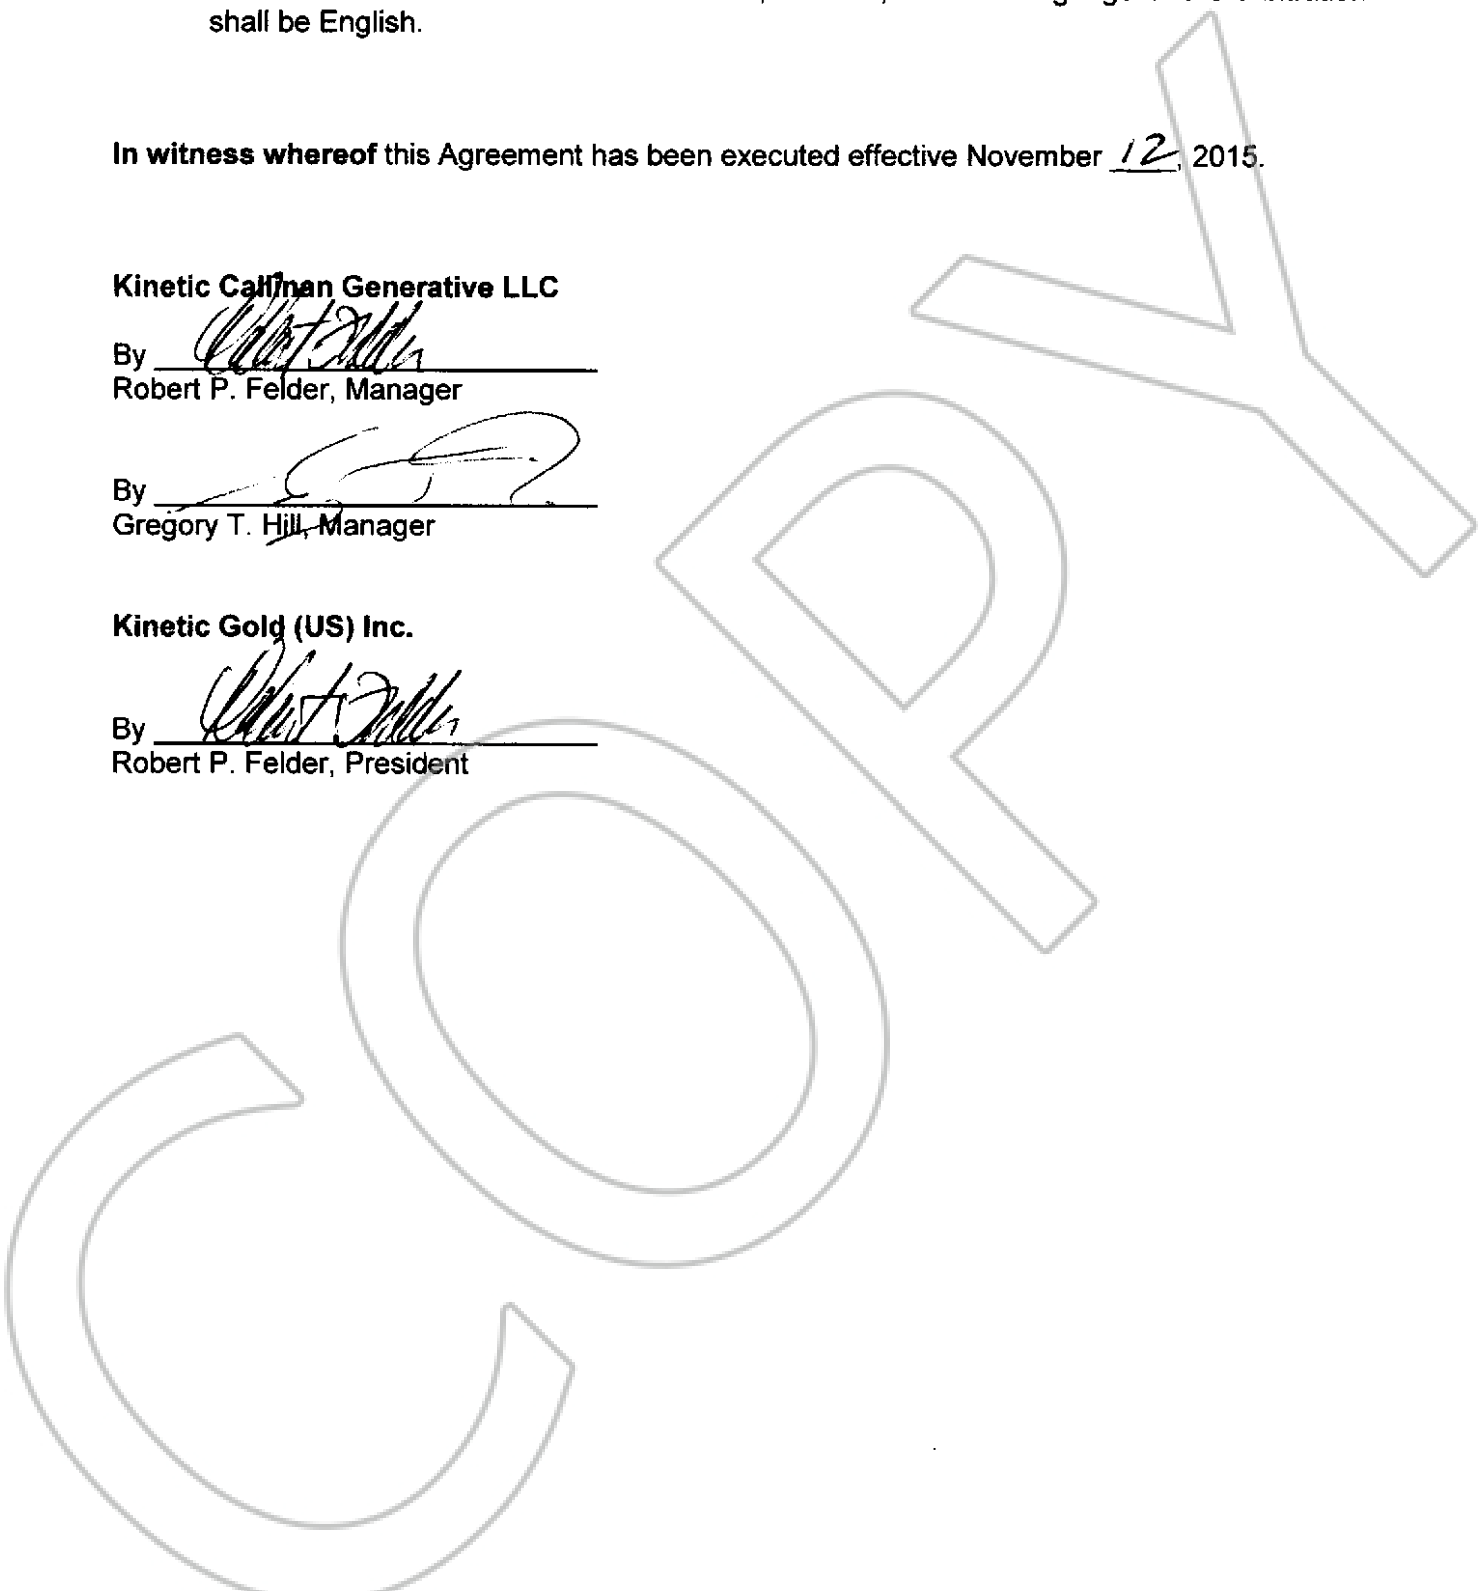 shall be English.
In witness whereof this Agreement has been executed effective November 12, 2015.
Kinetic Callinan Generative LLC
By
Robert P. Felder, Manager
By
Gregory T. Hill, Manager
Kinetic Gold (US) Inc.
By
Robert P. Felder, President
COPY